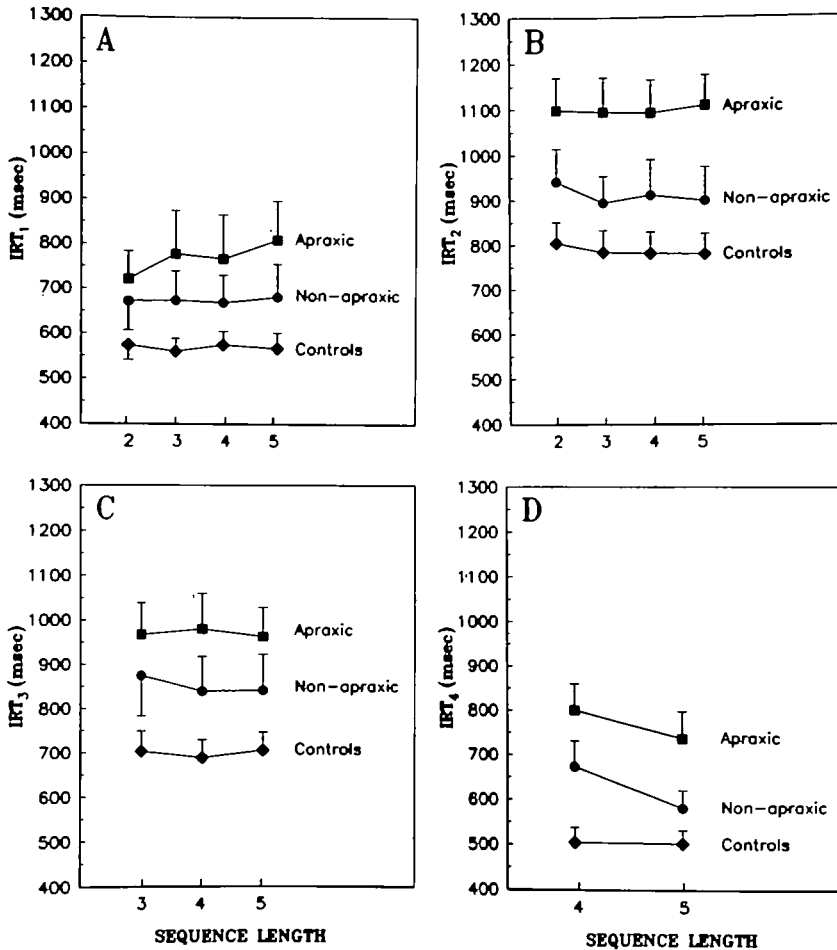 A
1300
1200
1100
1000
900
800
700
600
500
400
IRT1 (msec)
Apraxic
Non-apraxic
Controls
2 3 4 5
B
1300
1200
1100
1000
900
800
700
600
500
400
IRT2 (msec)
Apraxic
Non-apraxic
Controls
2 3 4 5
C
1300
1200
1100
1000
900
800
700
600
500
400
IRT3 (msec)
Apraxic
Non-apraxic
Controls
3 4 5
SEQUENCE LENGTH
D
1300
1200
1100
1000
900
800
700
600
500
400
IRT4 (msec)
Apraxic
Non-apraxic
Controls
4 5
SEQUENCE LENGTH